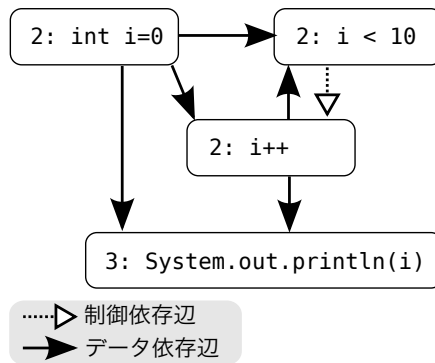 2: int i=0
2: i < 10
2: i++
3: System.out.println(i)
制御依存辺
データ依存辺